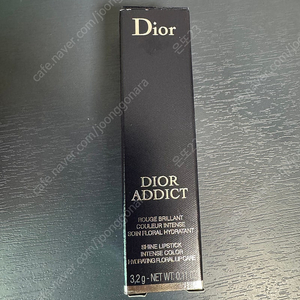 Dior
DIOR
ADDICT
ROUGE BRILLANT
COULEUR INTENSE
SOIN FLORAL HYDRATANT
SHINE LIPSTICK
INTENSE COLOR
HYDRATING FLORAL LIP CARE
3,2 g - NET WT. 0.11 OZ
cafe.naver.com/joonggonara